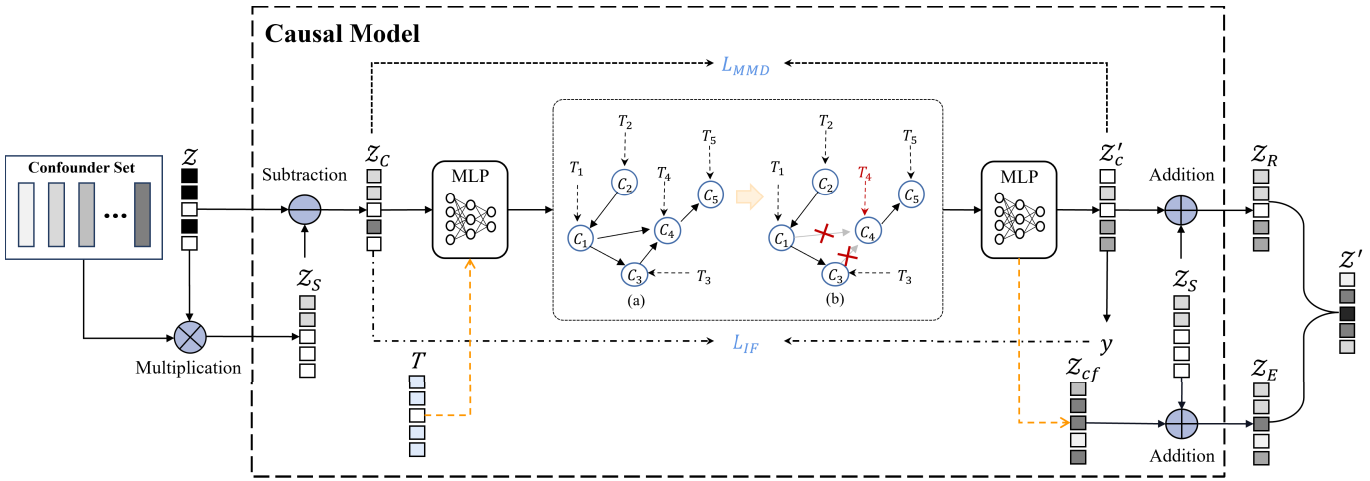 Causal Model
L_MMD
Confounder Set
Z
Subtraction
Z_C
MLP
T_1
T_2
T_4
T_5
C_2
C_5
C_1
C_4
C_3
T_3
(a)
T_1
T_2
T_4
T_5
C_2
C_5
C_1
C_4
C_3
T_3
(b)
MLP
Z'_c
Addition
Z_R
Z_S
Multiplication
T
L_IF
y
Z_cf
Z_S
Addition
Z_E
Z'